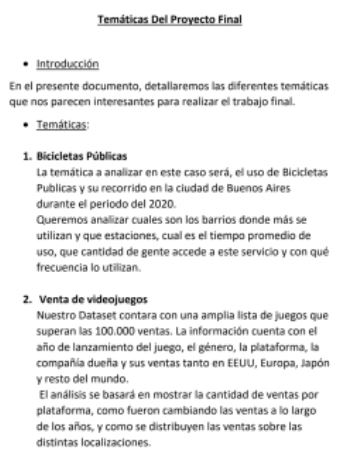 Temáticas Del Proyecto Final
• Introducción
En el presente documento, detallaremos las diferentes temáticas
que nos parecen interesantes para realizar el trabajo final.
• Temáticas:
1. Bicicletas Públicas
La temática a analizar en este caso será, el uso de Bicicletas
Publicas y su recorrido en la ciudad de Buenos Aires
durante el periodo del 2020.
Queremos analizar cuales son los barrios donde más se
utilizan y que estaciones, cual es el tiempo promedio de
uso, que cantidad de gente accede a este servicio y con qué
frecuencia lo utilizan.
2. Venta de videojuegos
Nuestro Dataset contara con una amplia lista de juegos que
superan las 100.000 ventas. La información cuenta con el
año de lanzamiento del juego, el género, la plataforma, la
compañía dueña y sus ventas tanto en EEUU, Europa, Japón
y resto del mundo.
El análisis se basará en mostrar la cantidad de ventas por
plataforma, como fueron cambiando las ventas a lo largo
de los años, y como se distribuyen las ventas sobre las
distintas localizaciones.